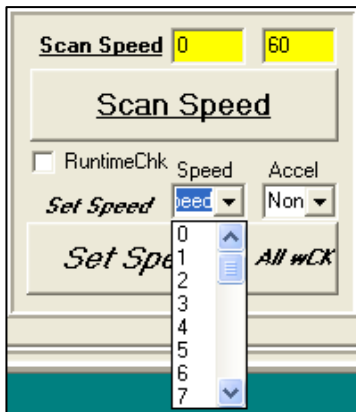 Scan Speed 0 60
Scan Speed
RuntimeChk Speed Accel
Set Speed peed Non
Set Spe All wCK
0
1
2
3
4
5
6
7